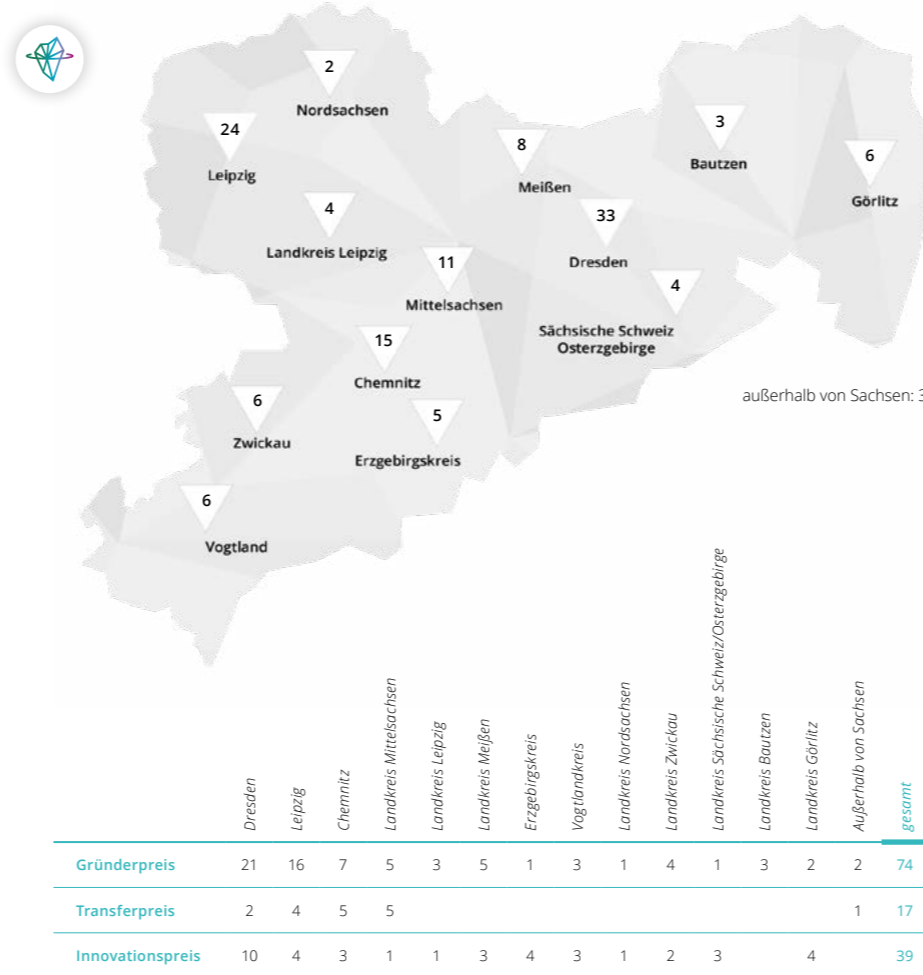 2
Nordsachsen
24
Leipzig
3
Bautzen
8
Meißen
6
Görlitz
4
Landkreis Leipzig
33
Dresden
11
Mittelsachsen
4
Sächsische Schweiz
Osterzgebirge
15
Chemnitz
außerhalb von Sachsen: 3
6
Zwickau
5
Erzgebirgskreis
6
Vogtland
Dresden
Leipzig
Chemnitz
Landkreis Mittelsachsen
Landkreis Leipzig
Landkreis Meißen
Erzgebirgskreis
Vogtlandkreis
Landkreis Nordsachsen
Landkreis Zwickau
Landkreis Sächsische Schweiz/Osterzgebirge
Landkreis Bautzen
Landkreis Görlitz
Außerhalb von Sachsen
gesamt
Gründerpreis 21 16 7 5 3 5 1 3 1 4 1 3 2 2 74
Transferpreis 2 4 5 5 1 17
Innovationspreis 10 4 3 1 1 3 4 3 1 2 3 4 39